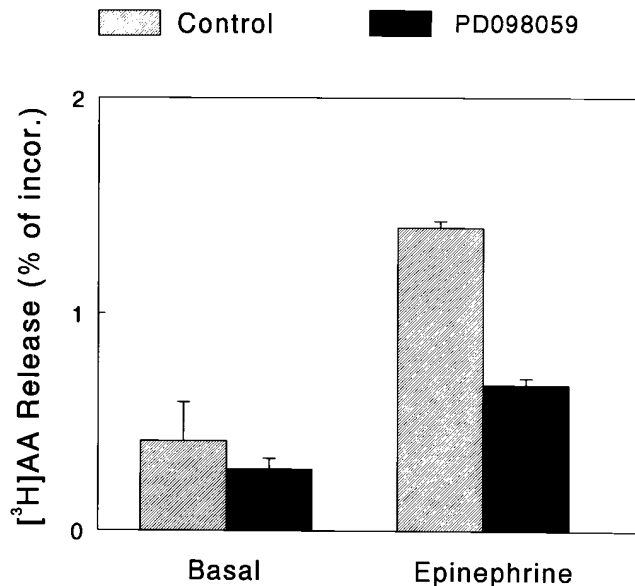 Control PD098059
2
1
0
[³H]AA Release (% of incor.)
Basal Epinephrine